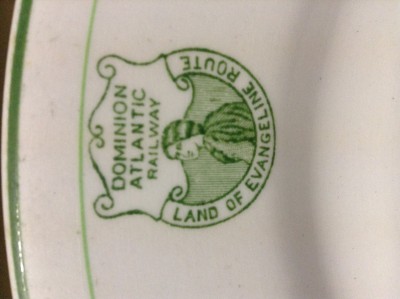 DOMINION
ATLANTIC
RAILWAY
LAND OF EVANGELINE ROUTE